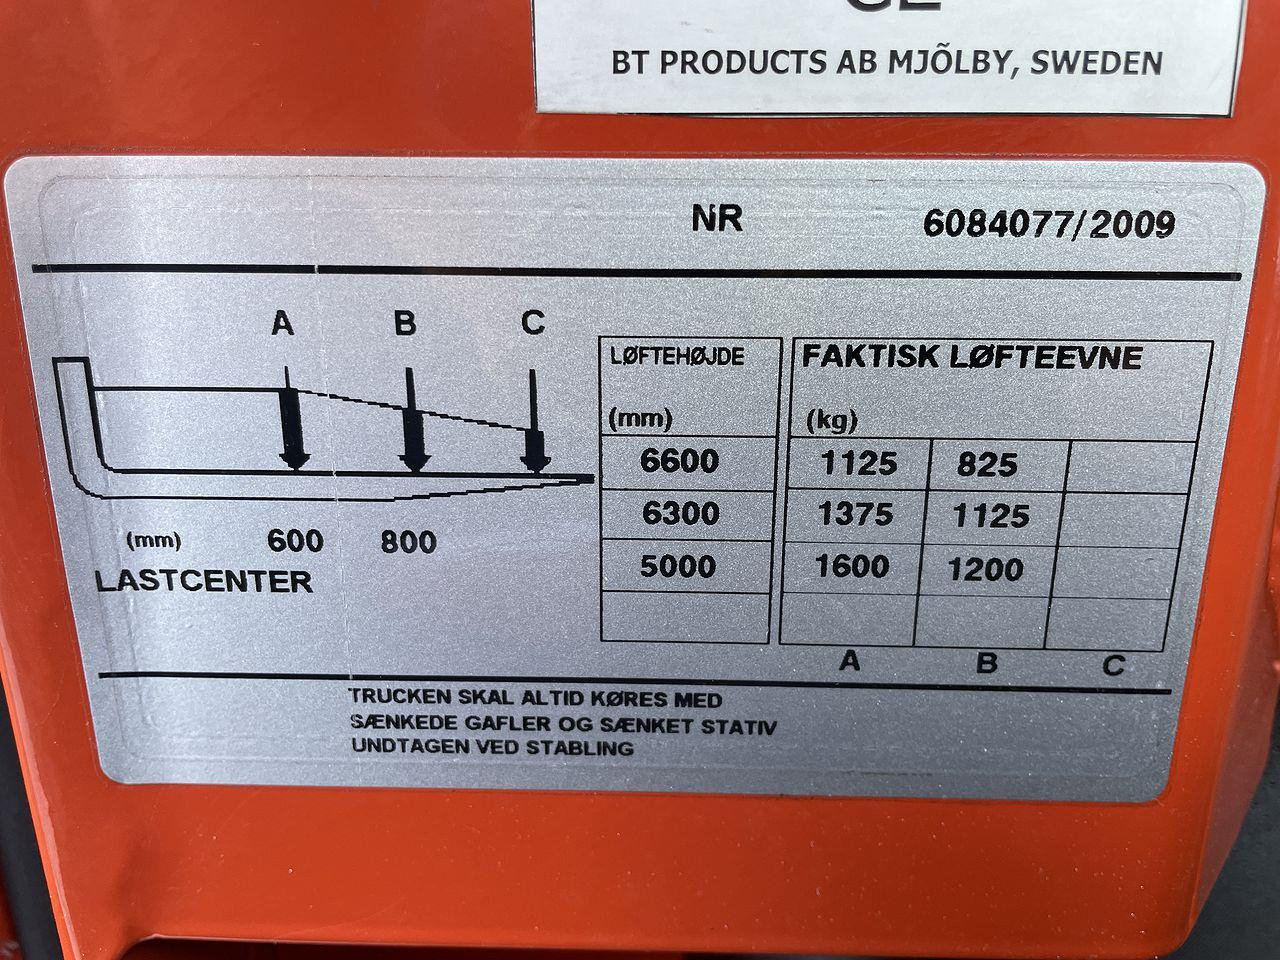 CE
BT PRODUCTS AB MJÕLBY, SWEDEN
NR 6084077/2009
A B C
LØFTEHØJDE FAKTISK LØFTEEVNE
(mm) (kg)
6600 1125 825
6300 1375 1125
5000 1600 1200
(mm) 600 800
LASTCENTER
A B C
TRUCKEN SKAL ALTID KØRES MED
SÆNKEDE GAFLER OG SÆNKET STATIV
UNDTAGEN VED STABLING